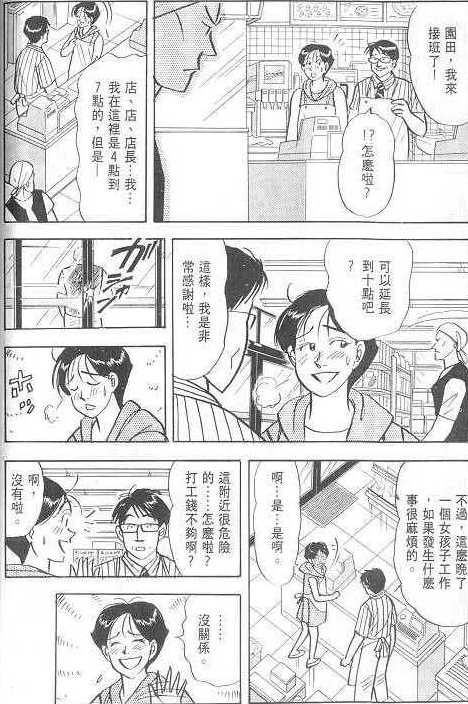 園田，我來
接班了！
!?
怎麼啦？
店、店、店長…我…
我在這裡是4點到
7點的，但是—
可以延長
到十點吧
？
這樣，我是非
常感謝啦…
不過，這麼晚了
一個女孩子工作
，如果發生什麼
事很麻煩的。
啊…是…是啊。
這附近很危險
的……怎麼啦？
打工錢不夠啊？
啊，
沒有啦。
沒關係。